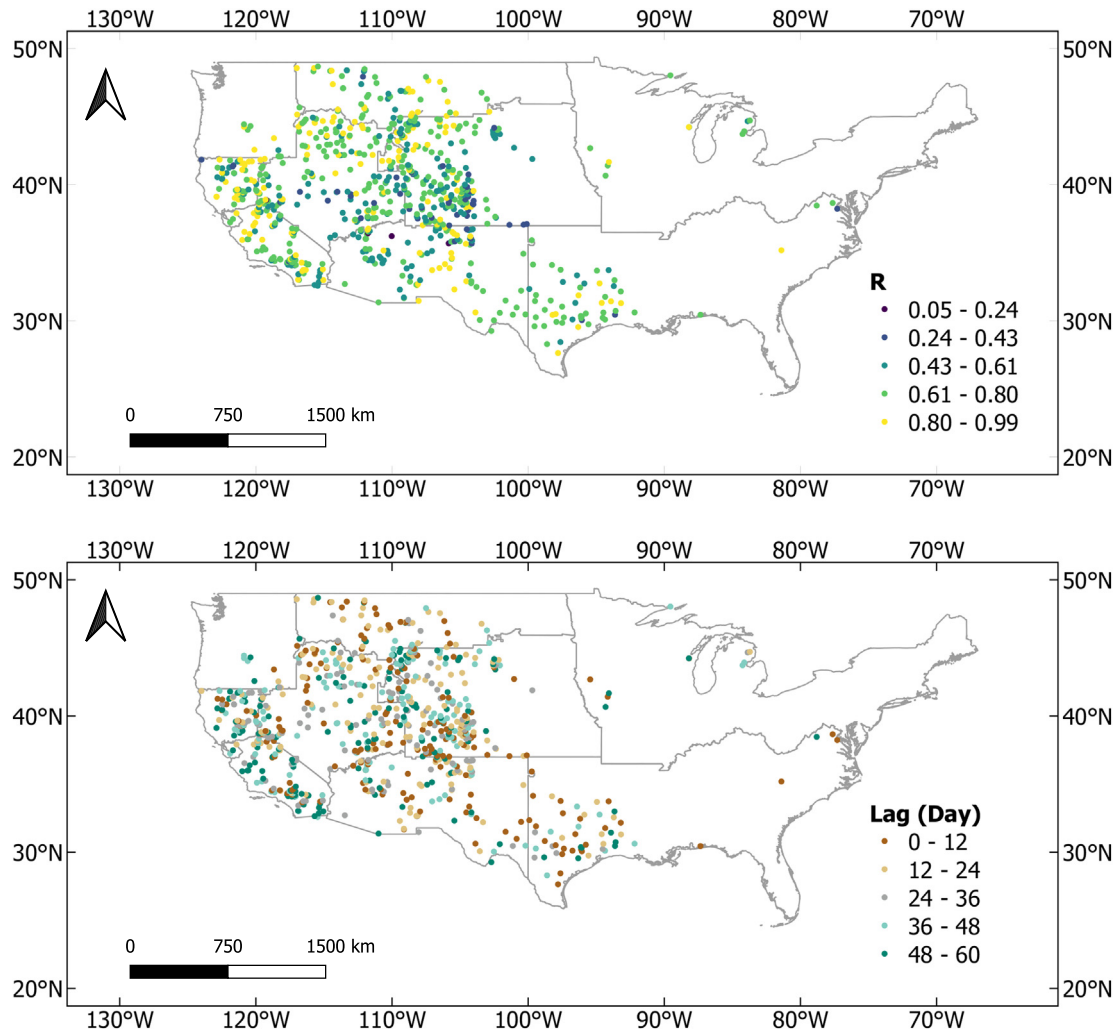 120°W 110°W 100°W 90°W 80°W 70°W
130°W
50°N 50°N
40°N 40°N
30°N 30°N
20°N 20°N
R
0.05 - 0.24
0.24 - 0.43
0.43 - 0.61
0.61 - 0.80
0.80 - 0.99
0 750 1500 km
130°W 120°W 110°W 100°W 90°W 80°W 70°W
130°W 120°W 110°W 100°W 90°W 80°W 70°W
50°N 50°N
40°N 40°N
30°N 30°N
20°N 20°N
Lag (Day)
0 - 12
12 - 24
24 - 36
36 - 48
48 - 60
0 750 1500 km
130°W 120°W 110°W 100°W 90°W 80°W 70°W